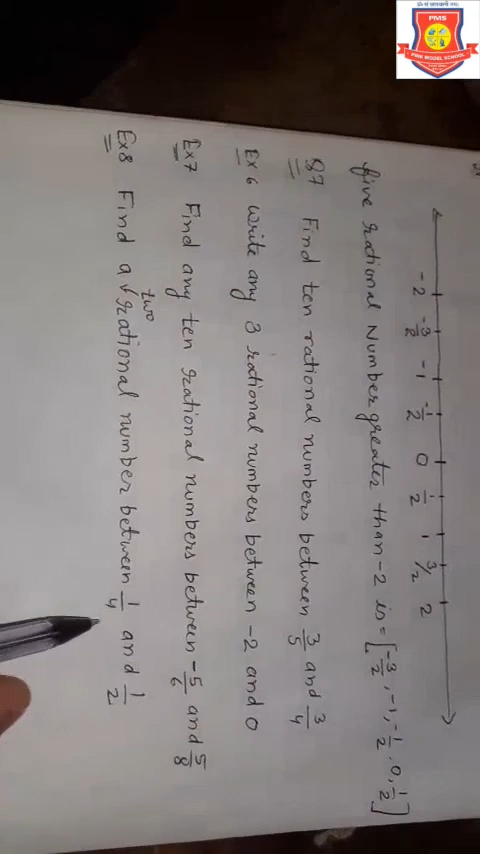 ॐ सं सरस्वत्यै नमः
PMS
PMS MODEL SCHOOL
-2 -3/2 -1 -1/2 0 1/2 1 3/2 2
five rational Number greater than -2 is = [-3/2, -1, -1/2, 0, 1/2]
Q7 Find ten rational numbers between 3/5 and 3/4
Ex 6 write any 3 rational numbers between -2 and 0
Ex7 Find any ten rational numbers between -5/6 and 5/8
Ex8 Find a two rational number between 1/4 and 1/2